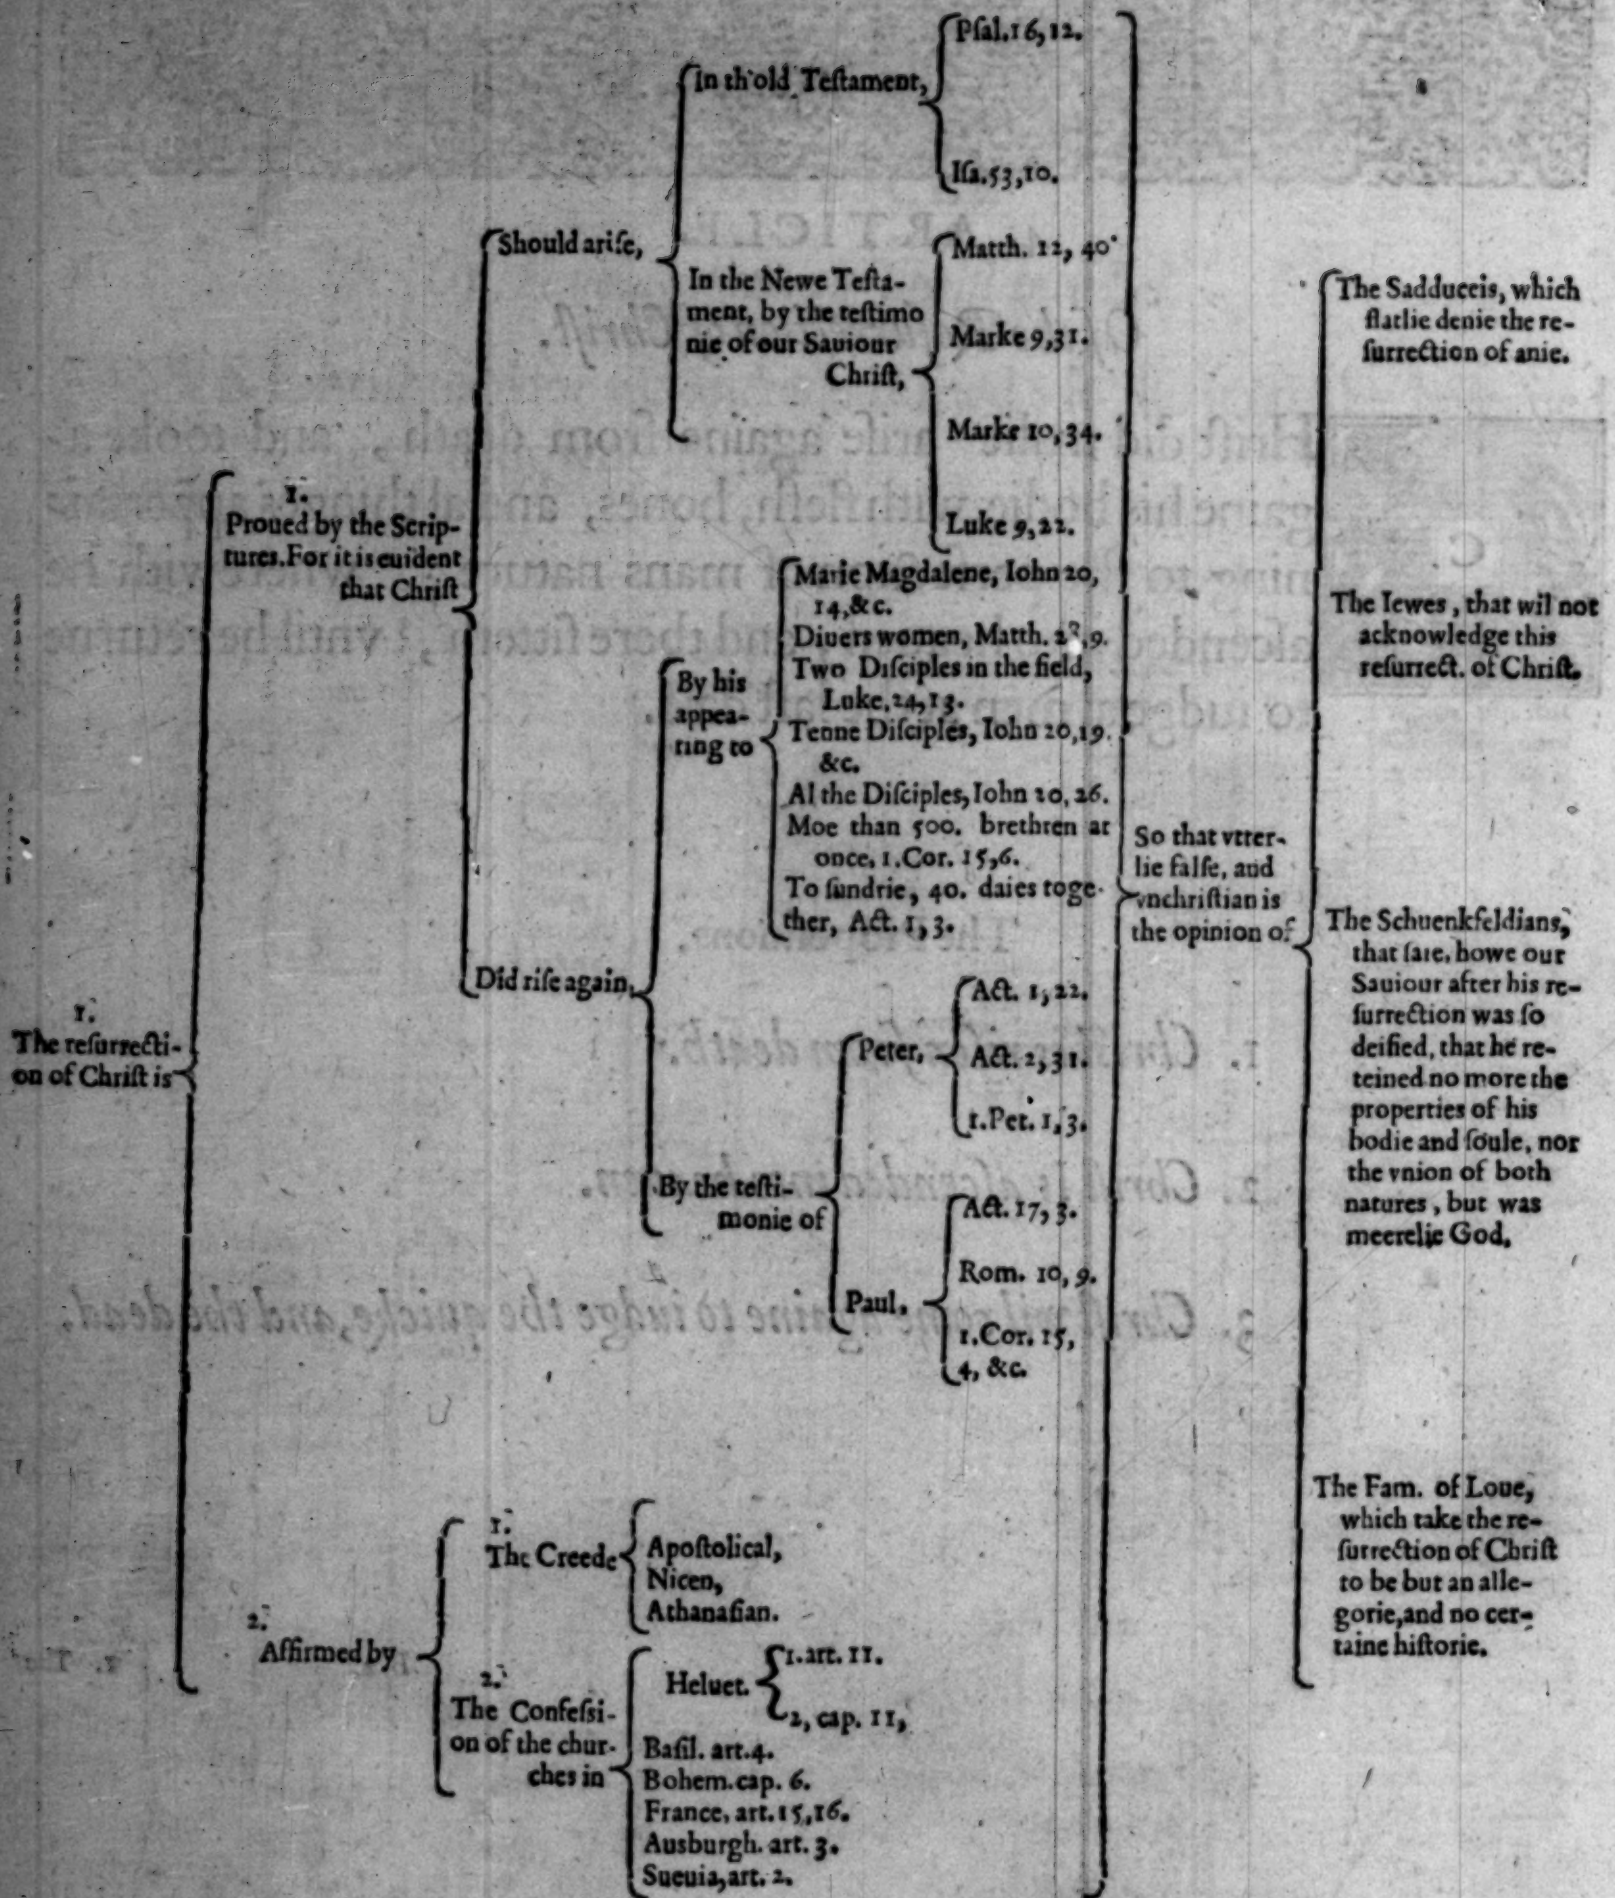 1.
The resurrecti-
on of Christ is
1.
Proued by the Scrip-
tures. For it is euident
that Christ
Should arise,
In th'old Testament,
Psal. 16, 12.
Isa. 53, 10.
In the Newe Testa-
ment, by the testimo
nie of our Sauiour
Christ,
Matth. 12, 40
Marke 9, 31.
Marke 10, 34.
Luke 9, 22.
Did rise again,
By his
appea-
ring to
Marie Magdalene, Iohn 20,
14, &c.
Diuers women, Matth. 28, 9.
Two Disciples in the field,
Luke. 24, 13.
Tenne Disciples, Iohn 20, 19.
&c.
Al the Disciples, Iohn 20, 26.
Moe than 500. brethren at
once, 1. Cor. 15, 6.
To sundrie, 40. daies toge-
ther, Act. 1, 3.
By the testi-
monie of
Peter,
Act. 1, 22.
Act. 2, 31.
1. Pet. 1, 3.
Paul.
Act. 17, 3.
Rom. 10, 9.
1. Cor. 15,
4, &c.
2.
Affirmed by
1.
The Creede
Apostolical,
Nicen,
Athanasian.
2.
The Confessi-
on of the chur-
ches in
Heluet.
1. art. 11.
2, cap. 11,
Basil. art. 4.
Bohem. cap. 6.
France, art. 15, 16.
Ausburgh. art. 3.
Sueuia, art. 2.
So that vtter-
lie false, and
vnchristian is
the opinion of
The Sadduceis, which
flatlie denie the re-
surrection of anie.
The Iewes, that wil not
acknowledge this
resurrect. of Christ.
The Schuenkfeldians,
that saie, howe our
Sauiour after his re-
surrection was so
deified, that he re-
teined no more the
properties of his
bodie and soule, nor
the vnion of both
natures, but was
meerelie God.
The Fam. of Loue,
which take the re-
surrection of Christ
to be but an alle-
gorie, and no cer-
taine historie.